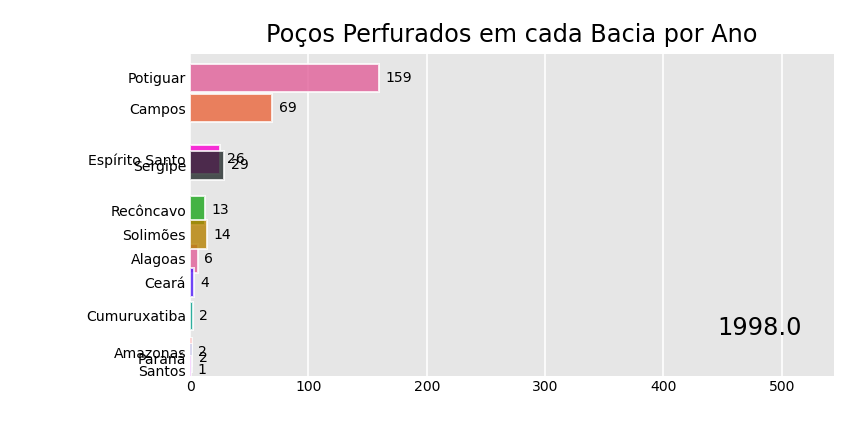 Poços Perfurados em cada Bacia por Ano
Potiguar 159
Campos 69
Espírito Santo 26
Sergipe 29
Recôncavo 13
Solimões 14
Alagoas 6
Ceará 4
Cumuruxatiba 2
1998.0
Amazonas 2
Paraná 2
Santos 1
0 100 200 300 400 500